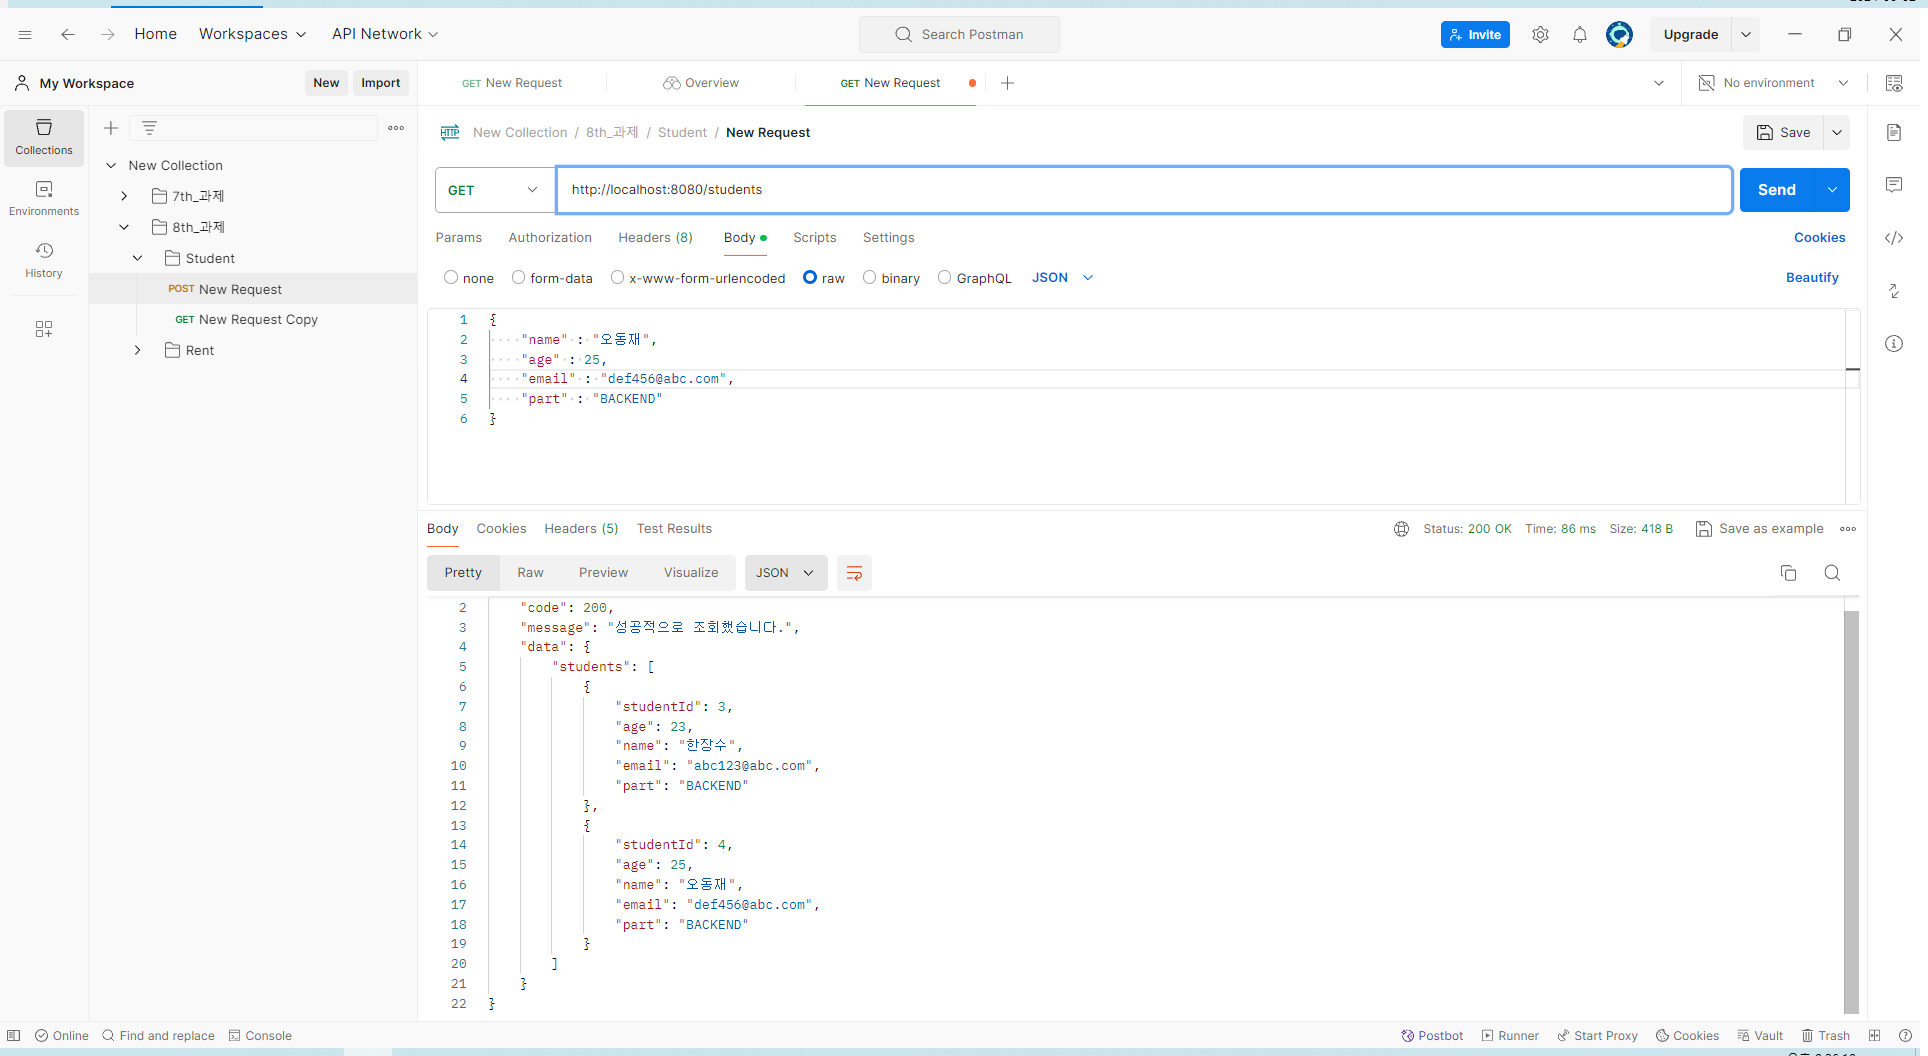 Home Workspaces API Network Search Postman Invite Upgrade
My Workspace New Import GET New Request Overview GET New Request No environment
Collections
Environments
History
New Collection
7th_과제
8th_과제
Student
POST New Request
GET New Request Copy
Rent
HTTP New Collection / 8th_과제 / Student / New Request Save
GET http://localhost:8080/students Send
Params Authorization Headers (8) Body Scripts Settings Cookies
none form-data x-www-form-urlencoded raw binary GraphQL JSON Beautify
1 {
2 "name" : "오동재",
3 "age" : 25,
4 "email" : "def456@abc.com",
5 "part" : "BACKEND"
6 }
Body Cookies Headers (5) Test Results Status: 200 OK Time: 86 ms Size: 418 B Save as example
Pretty Raw Preview Visualize JSON
2 "code": 200,
3 "message": "성공적으로 조회했습니다.",
4 "data": {
5 "students": [
6 {
7 "studentId": 3,
8 "age": 23,
9 "name": "한장수",
10 "email": "abc123@abc.com",
11 "part": "BACKEND"
12 },
13 {
14 "studentId": 4,
15 "age": 25,
16 "name": "오동재",
17 "email": "def456@abc.com",
18 "part": "BACKEND"
19 }
20 ]
21 }
22 }
Online Find and replace Console Postbot Runner Start Proxy Cookies Vault Trash